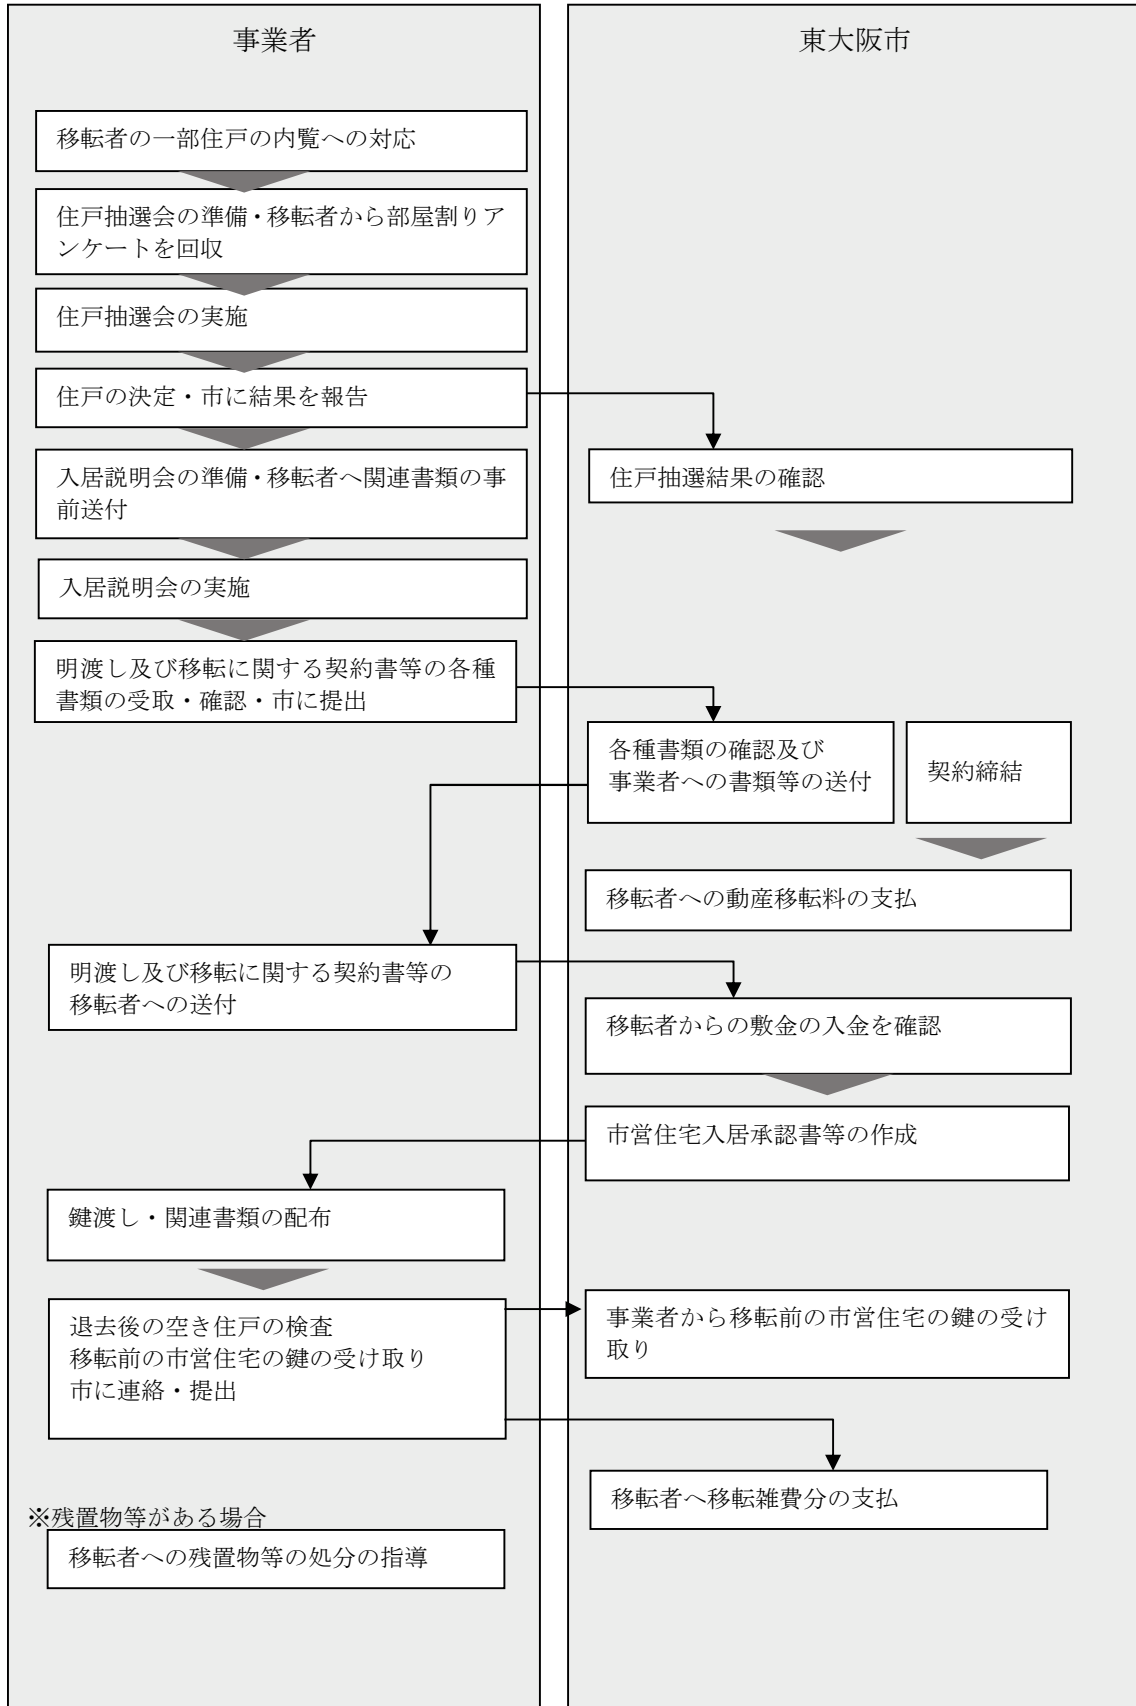 事業者
東大阪市
移転者の一部住戸の内覧への対応
住戸抽選会の準備・移転者から部屋割りア
ンケートを回収
住戸抽選会の実施
住戸の決定・市に結果を報告
入居説明会の準備・移転者へ関連書類の事
前送付
住戸抽選結果の確認
入居説明会の実施
明渡し及び移転に関する契約書等の各種
書類の受取・確認・市に提出
各種書類の確認及び
事業者への書類等の送付
契約締結
移転者への動産移転料の支払
明渡し及び移転に関する契約書等の
移転者への送付
移転者からの敷金の入金を確認
市営住宅入居承認書等の作成
鍵渡し・関連書類の配布
退去後の空き住戸の検査
移転前の市営住宅の鍵の受け取り
市に連絡・提出
事業者から移転前の市営住宅の鍵の受け
取り
移転者へ移転雑費分の支払
※残置物等がある場合
移転者への残置物等の処分の指導